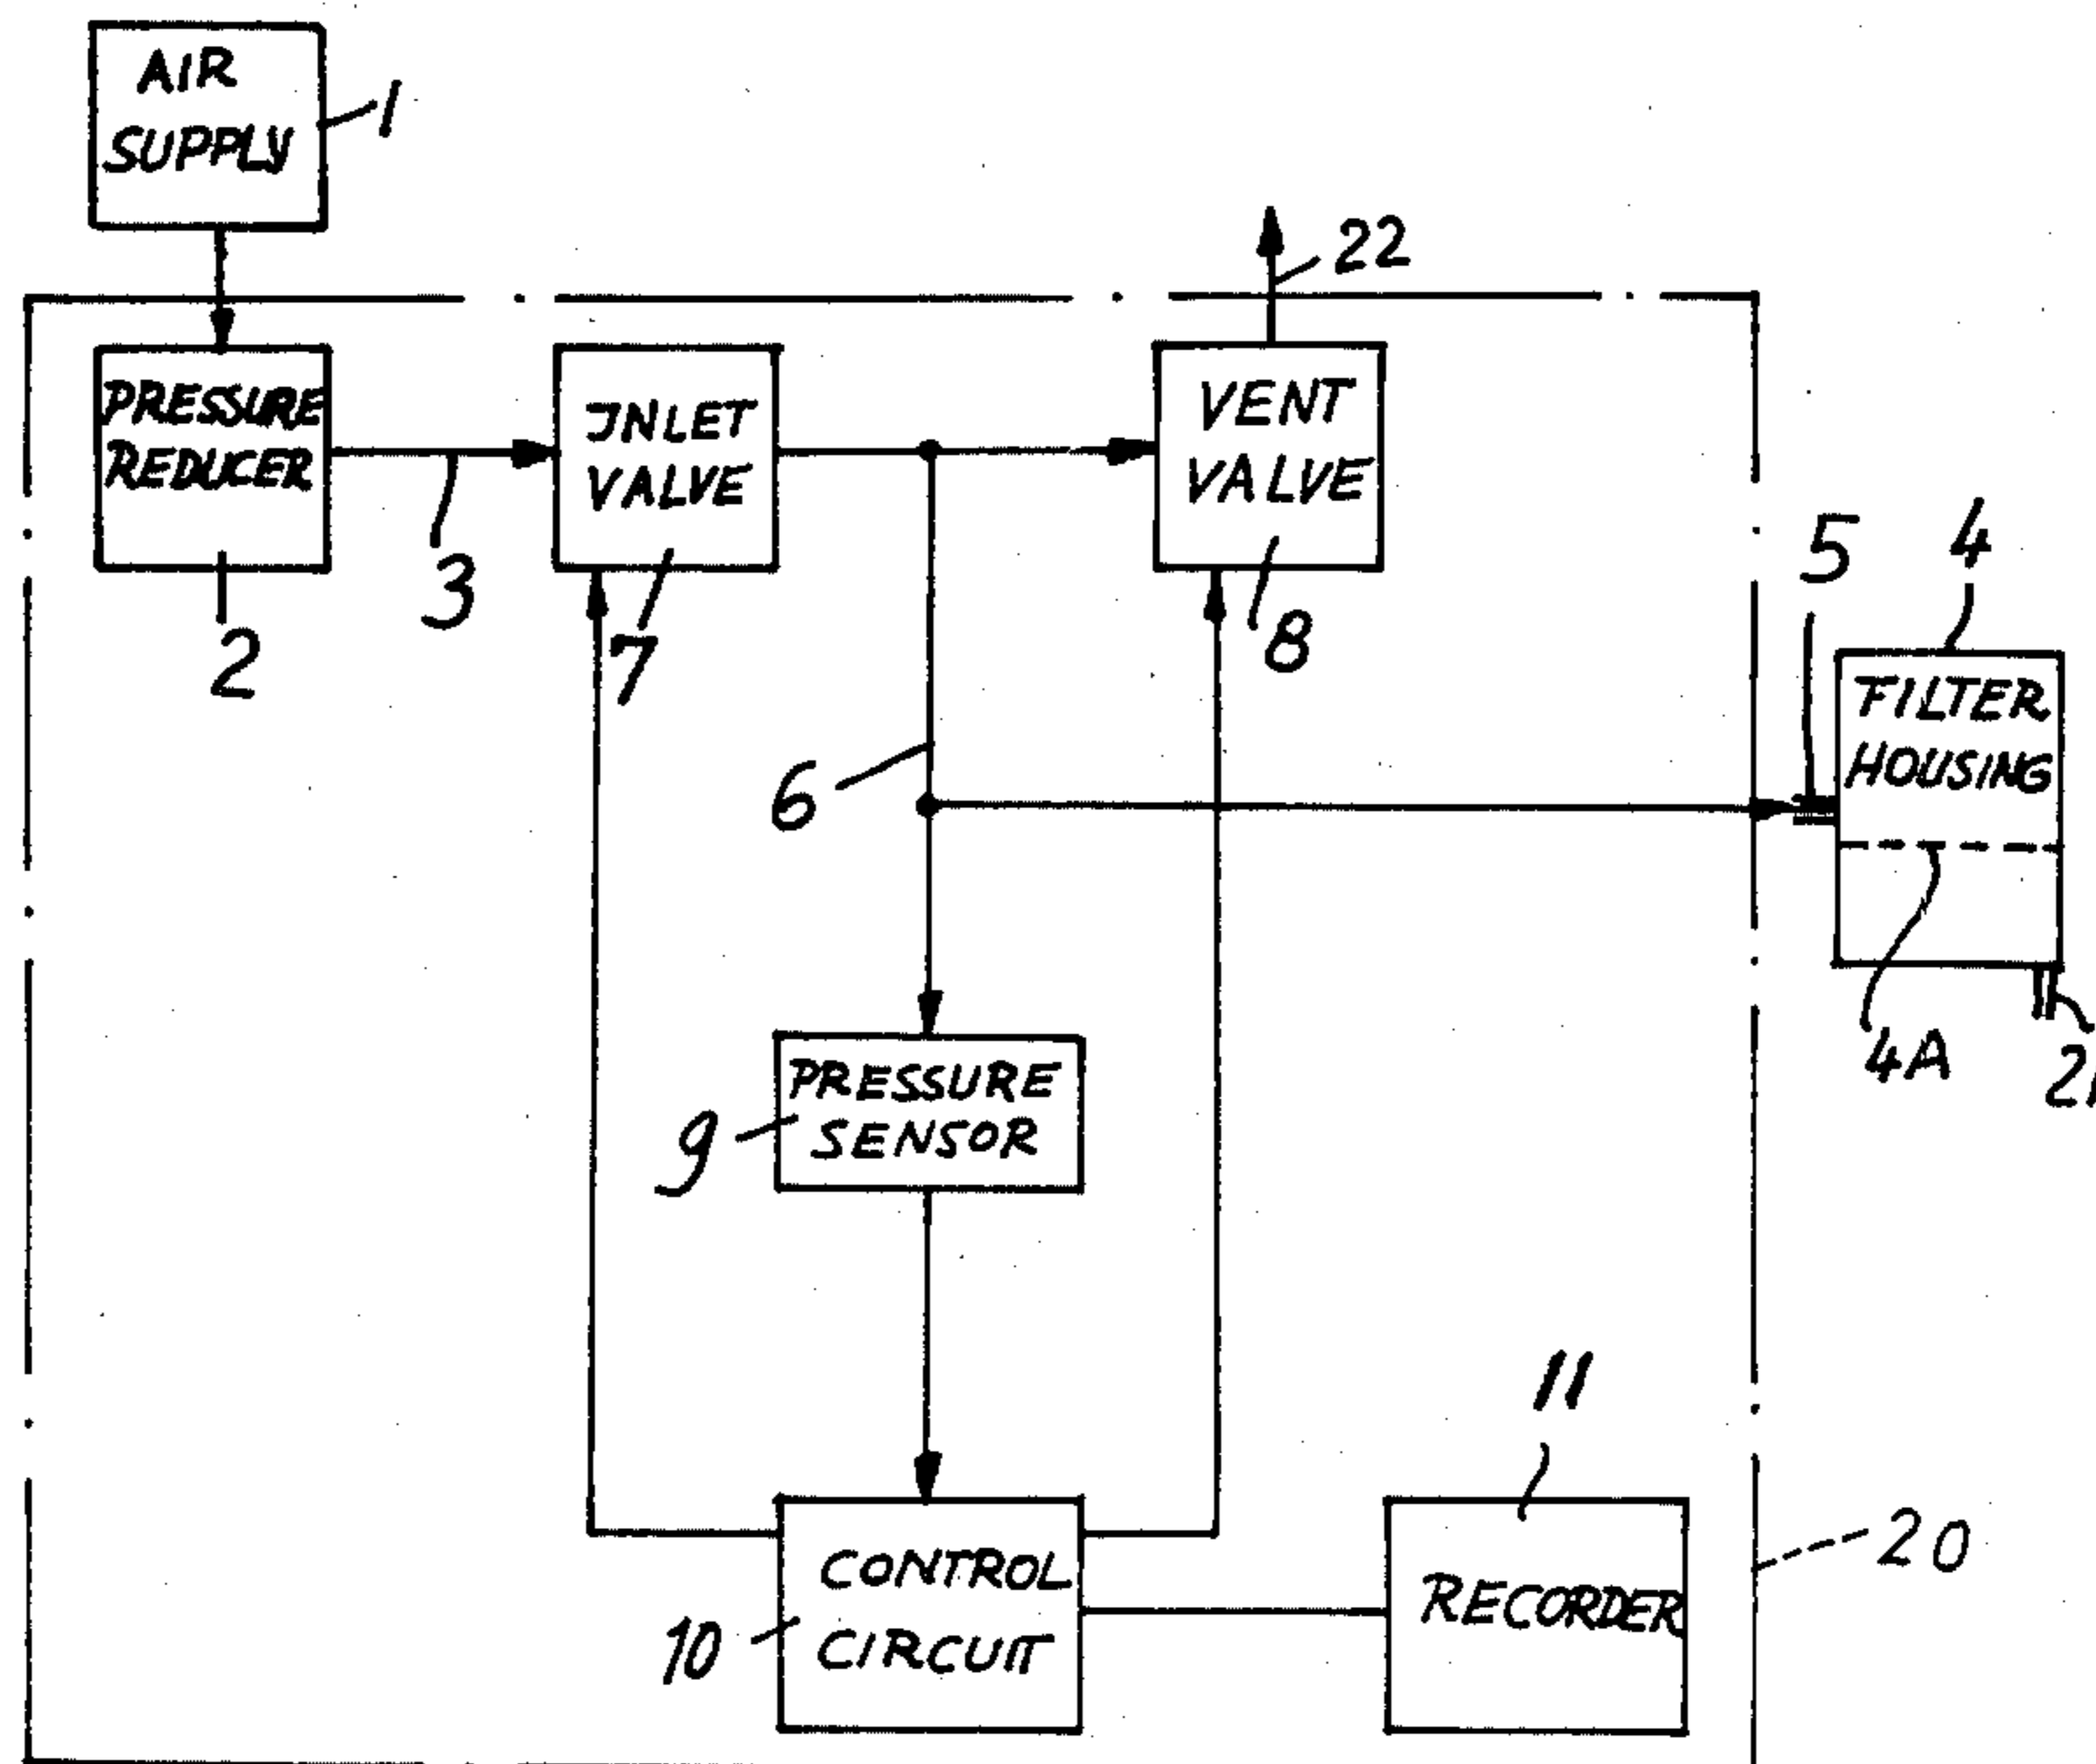 AIR
SUPPLY
1
22
PRESSURE
REDUCER
INLET
VALVE
VENT
VALVE
2
3
7
8
5
4
FILTER
HOUSING
6
4A
PRESSURE
SENSOR
9
11
CONTROL
CIRCUIT
10
RECORDER
20